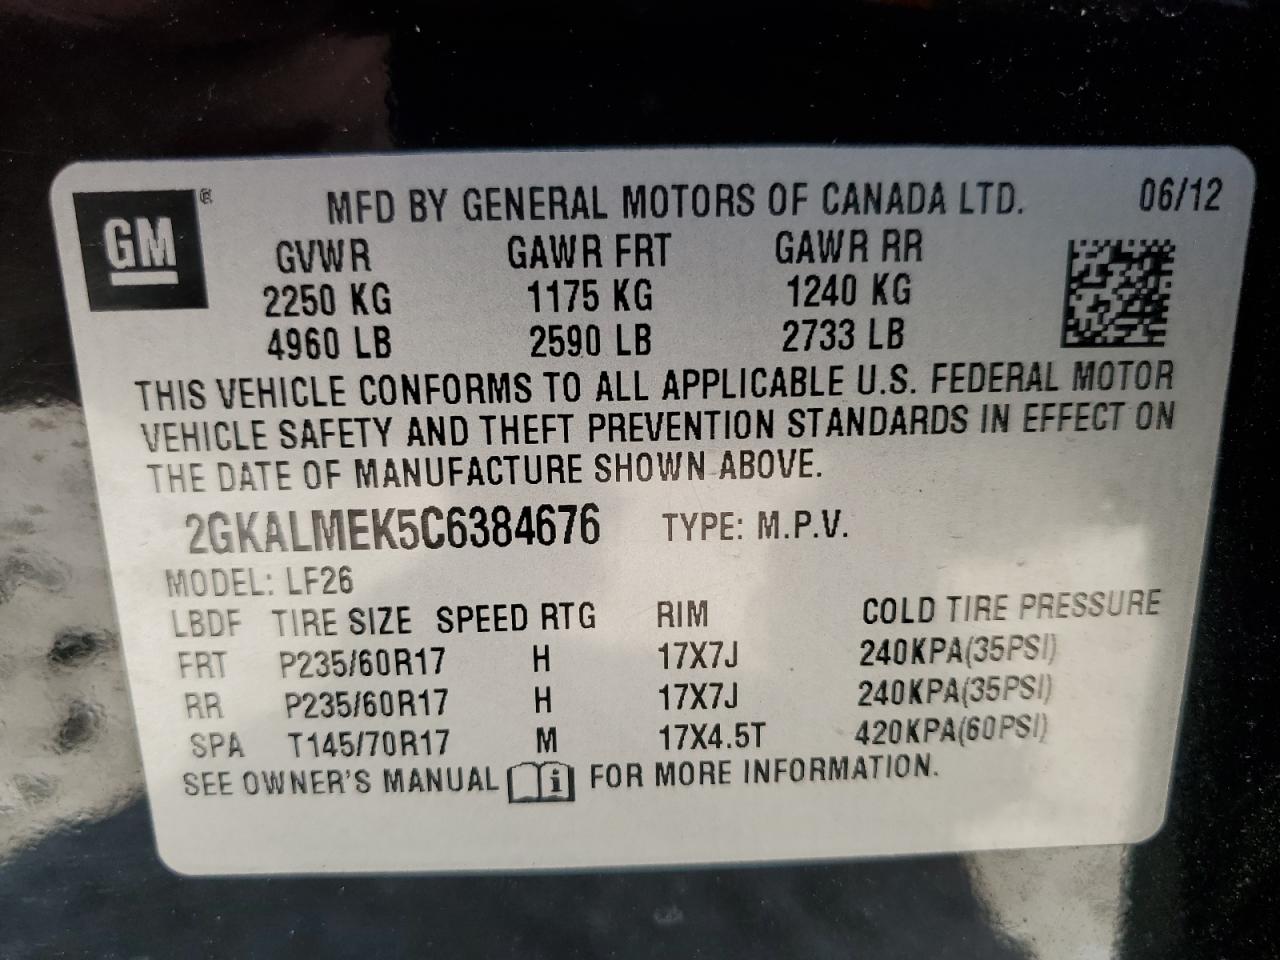 GM ® MFD BY GENERAL MOTORS OF CANADA LTD. 06/12
GVWR GAWR FRT GAWR RR
2250 KG 1175 KG 1240 KG
4960 LB 2590 LB 2733 LB
THIS VEHICLE CONFORMS TO ALL APPLICABLE U.S. FEDERAL MOTOR
VEHICLE SAFETY AND THEFT PREVENTION STANDARDS IN EFFECT ON
THE DATE OF MANUFACTURE SHOWN ABOVE.
2GKALMEK5C6384676 TYPE: M.P.V.
MODEL: LF26
LBDF TIRE SIZE SPEED RTG RIM COLD TIRE PRESSURE
FRT P235/60R17 H 17X7J 240KPA(35PSI)
RR P235/60R17 H 17X7J 240KPA(35PSI)
SPA T145/70R17 M 17X4.5T 420KPA(60PSI)
SEE OWNER'S MANUAL i FOR MORE INFORMATION.